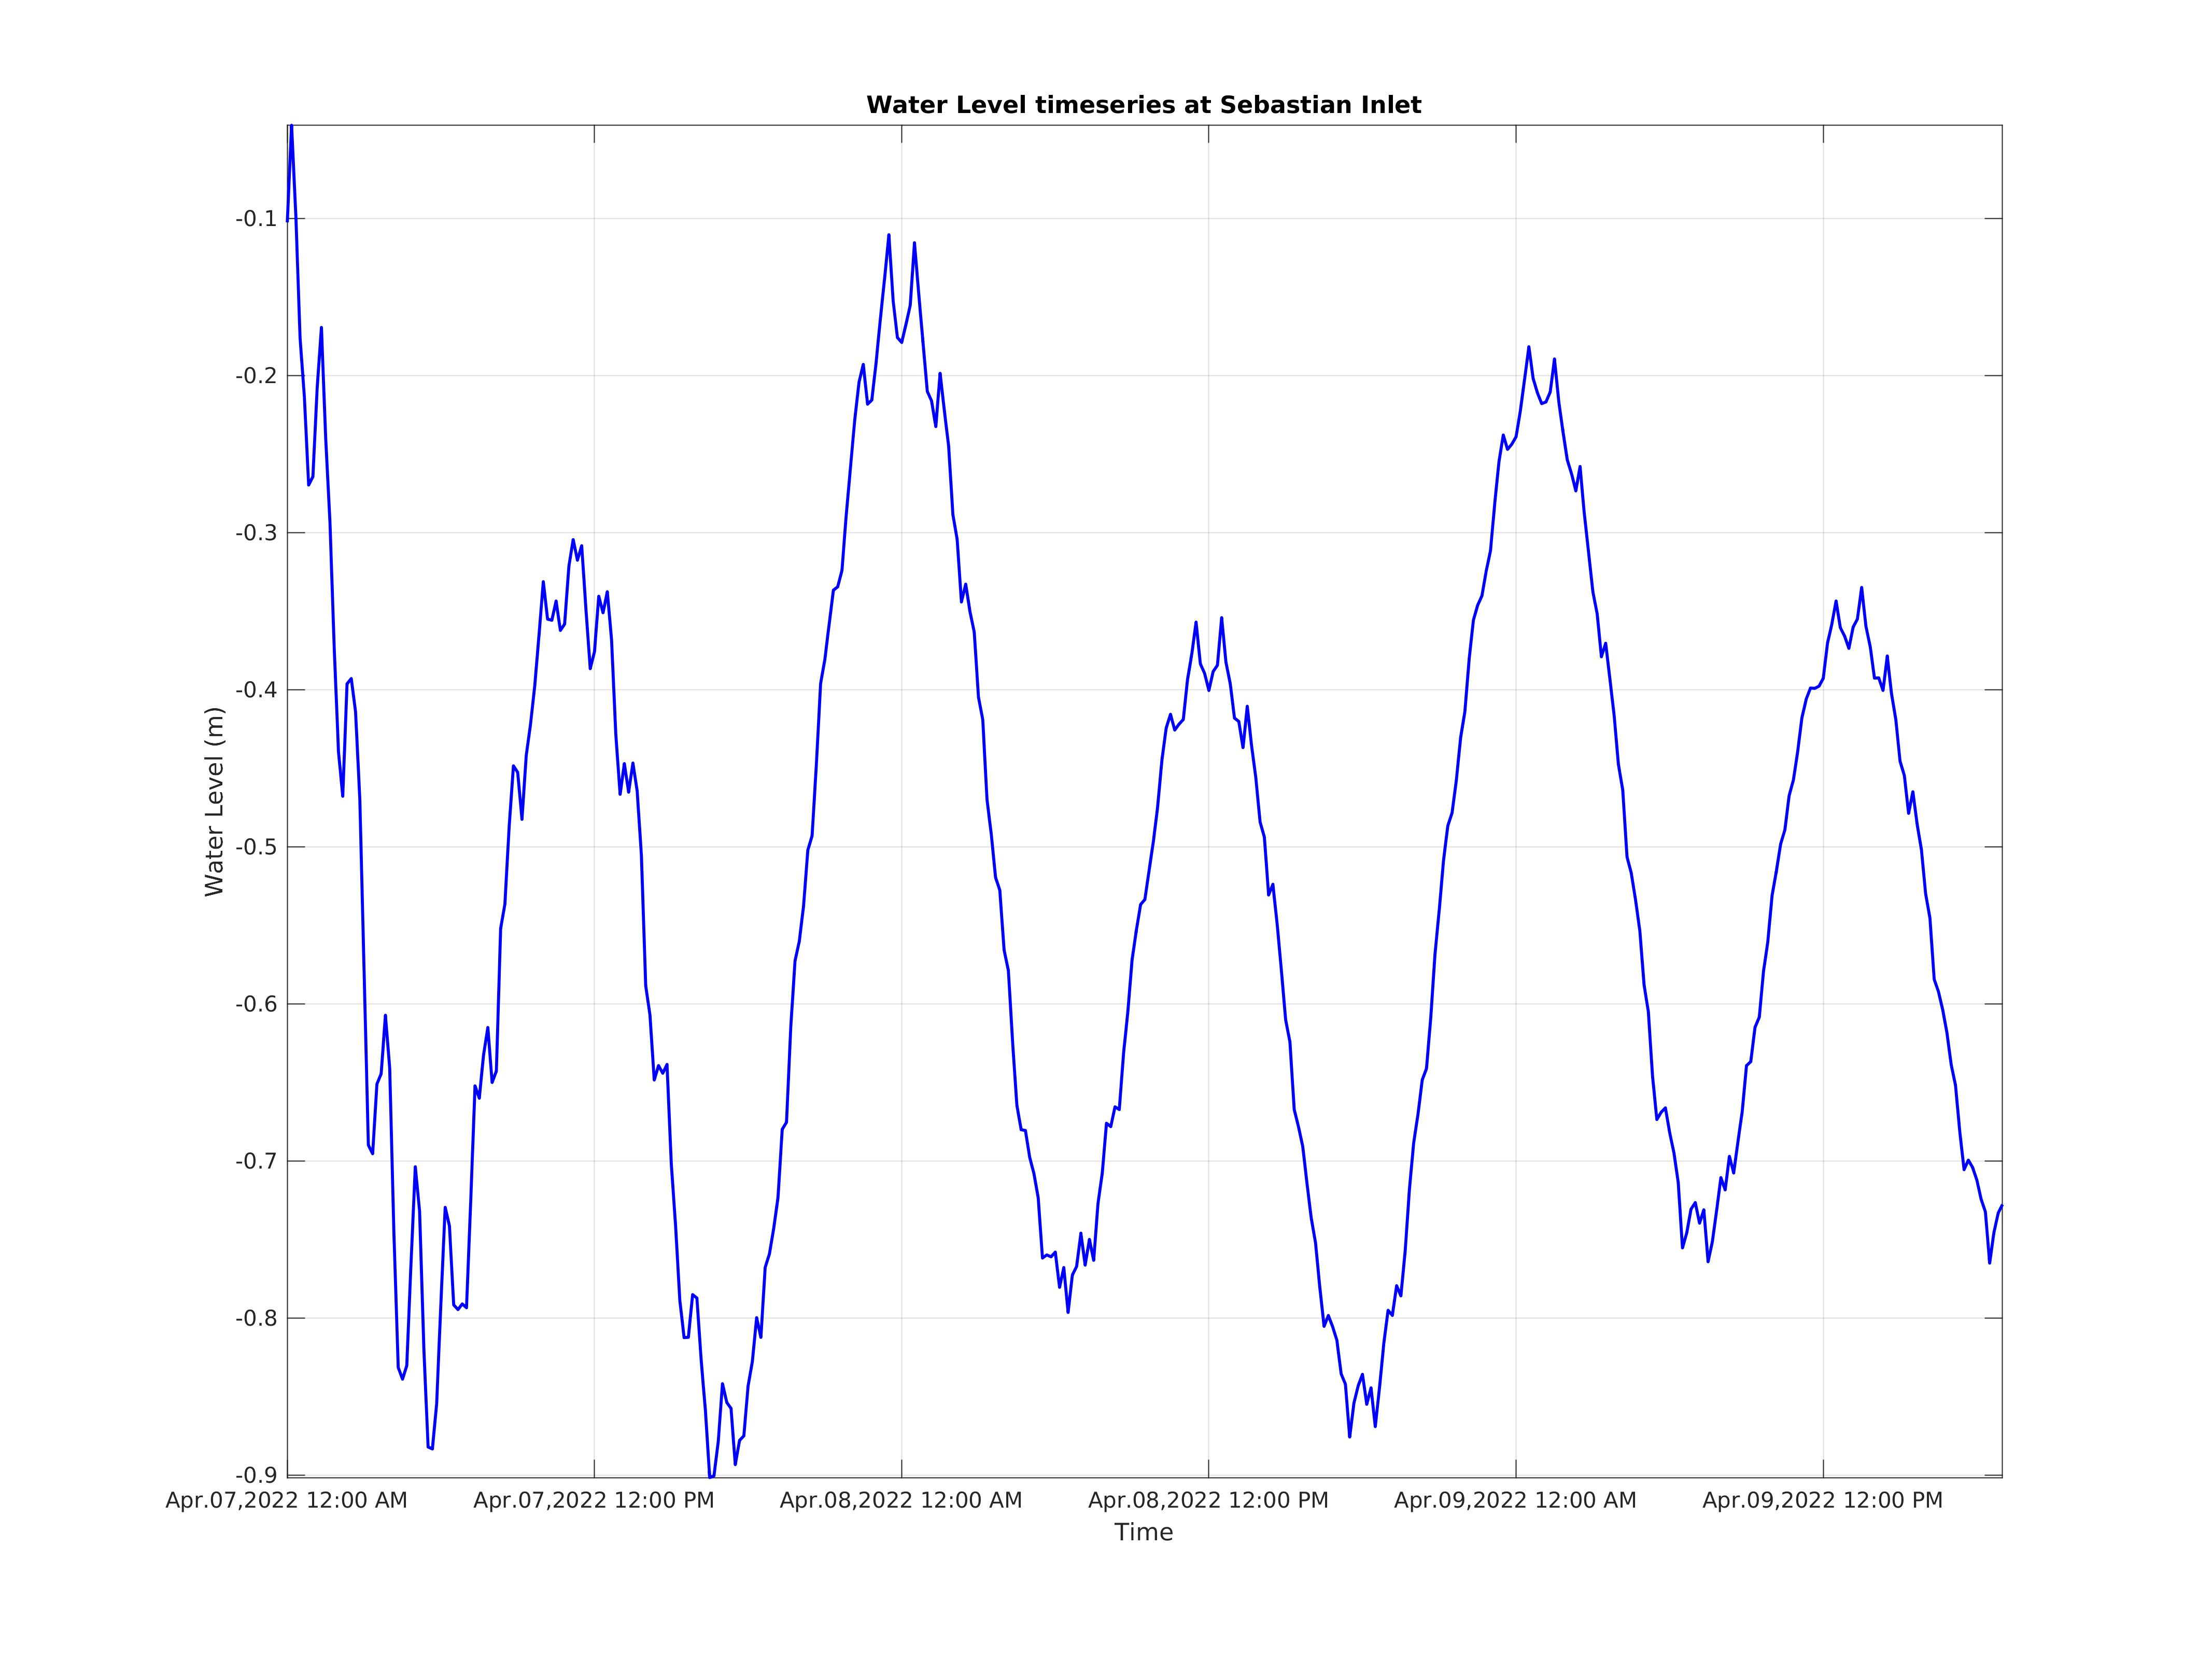 Water Level timeseries at Sebastian Inlet
-0.1
-0.2
-0.3
-0.4
-0.5
-0.6
-0.7
-0.8
-0.9
Water Level (m)
Apr.07,2022 12:00 AM
Apr.07,2022 12:00 PM
Apr.08,2022 12:00 AM
Apr.08,2022 12:00 PM
Apr.09,2022 12:00 AM
Apr.09,2022 12:00 PM
Time